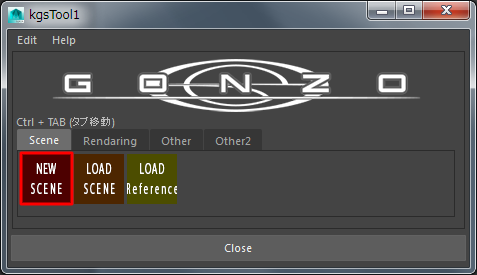 kgsTool1
Edit Help
GONZO
Ctrl + TAB (タブ移動)
Scene Rendaring Other Other2
NEW LOAD LOAD
SCENE SCENE Reference
Close